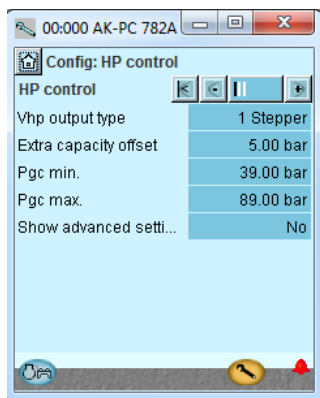 00:000 AK-PC 782A
Config: HP control
HP control
Vhp output type 1 Stepper
Extra capacity offset 5.00 bar
Pgc min. 39.00 bar
Pgc max. 89.00 bar
Show advanced setti... No